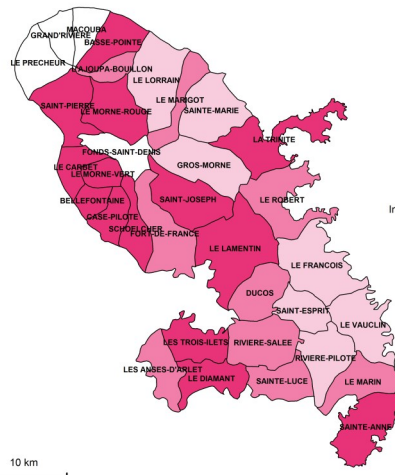 MACOUBA
GRAND'RIVIERE
BASSE-POINTE
LE PRECHEUR
L'AJOUPA-BOUILLON
LE LORRAIN
LE MARIGOT
SAINT-PIERRE
LE MORNE-ROUGE
SAINTE-MARIE
LA TRINITE
FONDS-SAINT-DENIS
GROS-MORNE
LE CARBET
LE MORNE-VERT
BELLEFONTAINE
SAINT-JOSEPH
LE ROBERT
In
CASE-PILOTE
SCHOELCHER
FORT-DE-FRANCE
LE LAMENTIN
LE FRANCOIS
DUCOS
SAINT-ESPRIT
LE VAUCLIN
LES TROIS-ILETS
RIVIERE-SALEE
RIVIERE-PILOTE
LES ANSES-D'ARLET
LE DIAMANT
SAINTE-LUCE
LE MARIN
SAINTE-ANNE
10 km